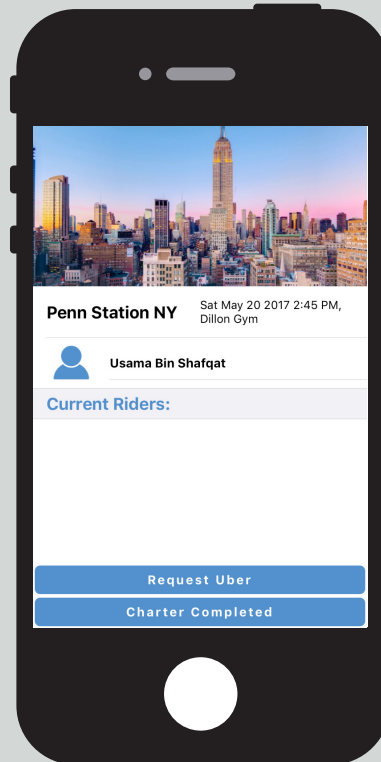 Penn Station NY
Sat May 20 2017 2:45 PM,
Dillon Gym
Usama Bin Shafqat
Current Riders:
Request Uber
Charter Completed